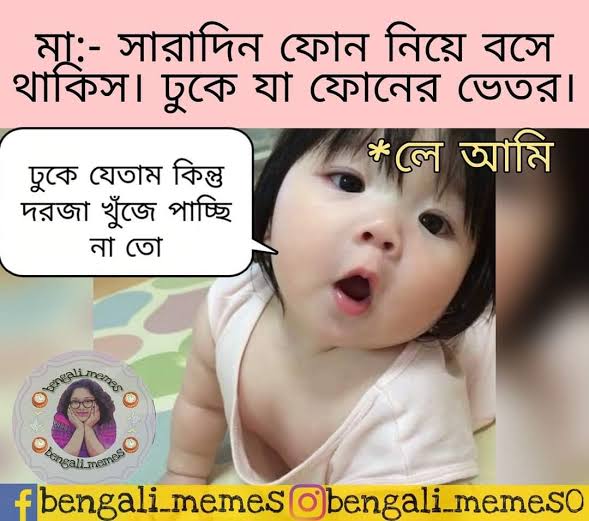 মা:- সারাদিন ফোন নিয়ে বসে
থাকিস। ঢুকে যা ফোনের ভেতর।
*লে আমি
ঢুকে যেতাম কিন্তু
দরজা খুঁজে পাচ্ছি
না তো
bengali_memes
bengali_memes
bengali_memes
bengali_memes0